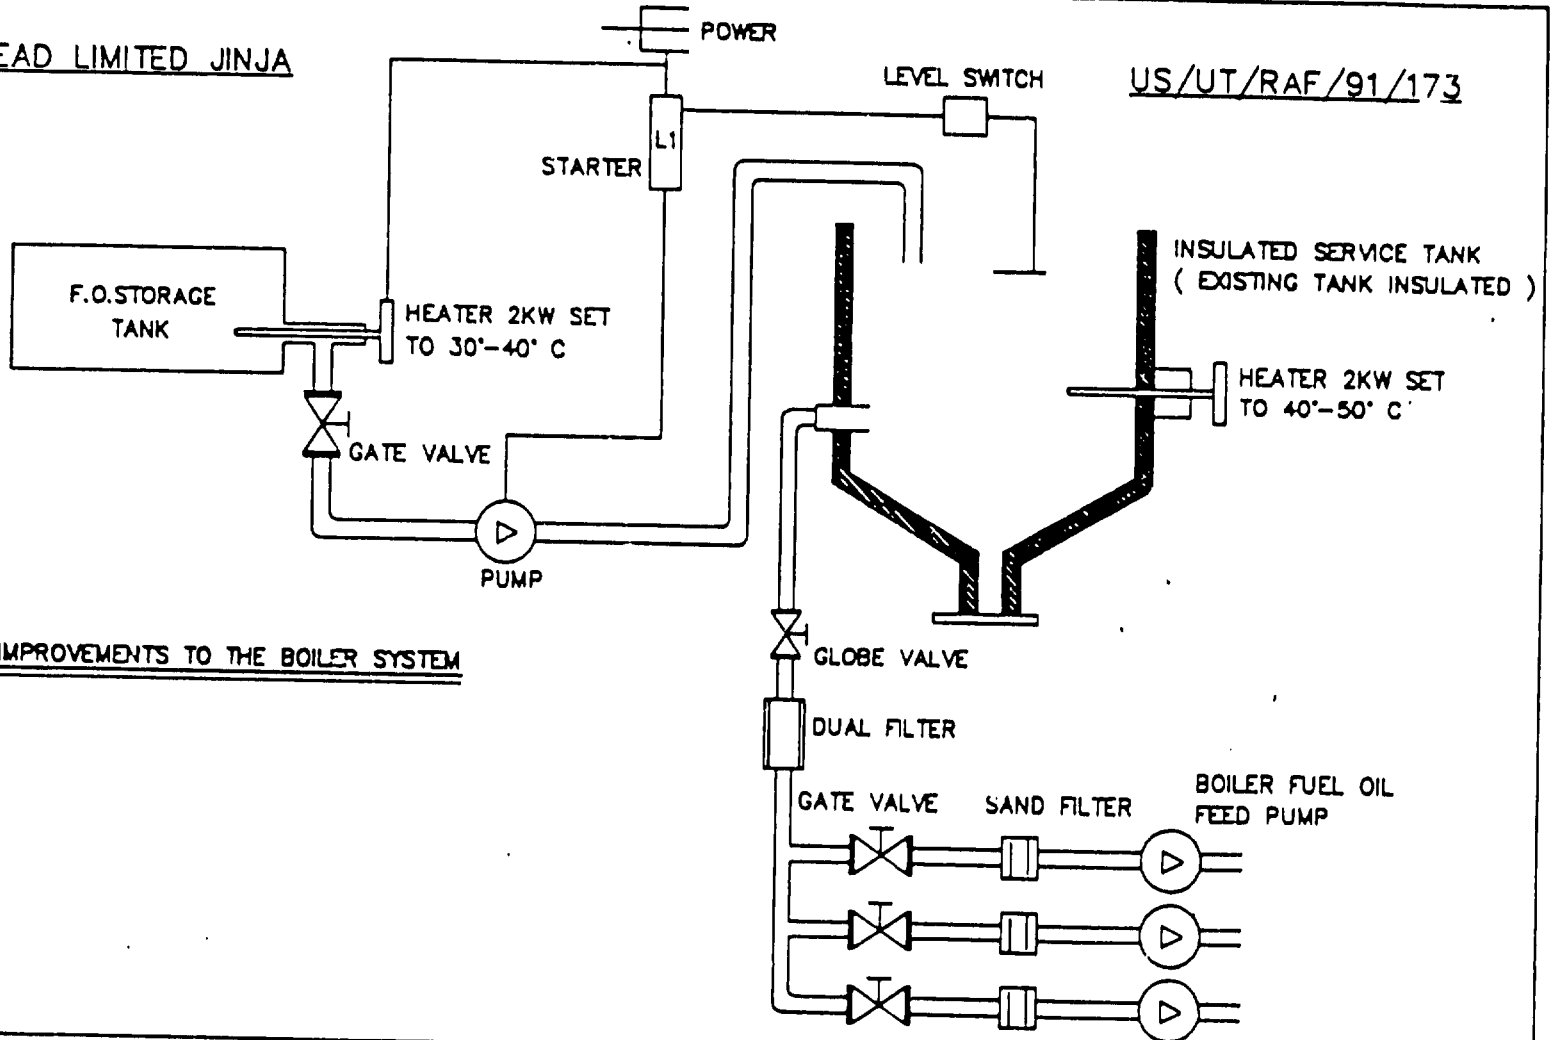 EAD LIMITED JINJA
POWER
LEVEL SWITCH
US/UT/RAF/91/173
L1
STARTER
INSULATED SERVICE TANK
( EXISTING TANK INSULATED )
F.O.STORAGE
TANK
HEATER 2KW SET
TO 30°-40° C
HEATER 2KW SET
TO 40°-50° C
GATE VALVE
PUMP
IMPROVEMENTS TO THE BOILER SYSTEM
GLOBE VALVE
DUAL FILTER
GATE VALVE
SAND FILTER
BOILER FUEL OIL
FEED PUMP